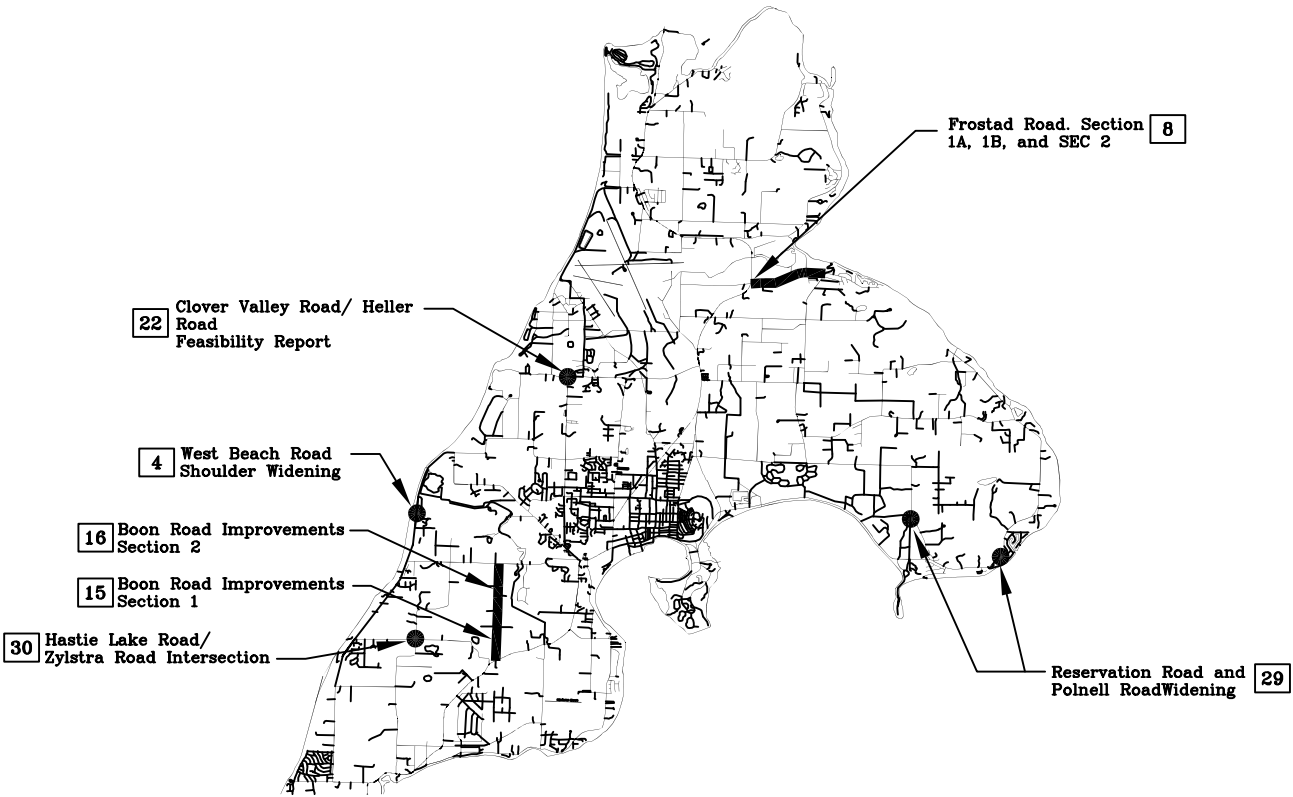 Frostad Road. Section 8
1A, 1B, and SEC 2
Clover Valley Road/ Heller
22 Road
Feasibility Report
4 West Beach Road
Shoulder Widening
16 Boon Road Improvements
Section 2
15 Boon Road Improvements
Section 1
30 Hastie Lake Road/
Zylstra Road Intersection
Reservation Road and 29
Polnell RoadWidening